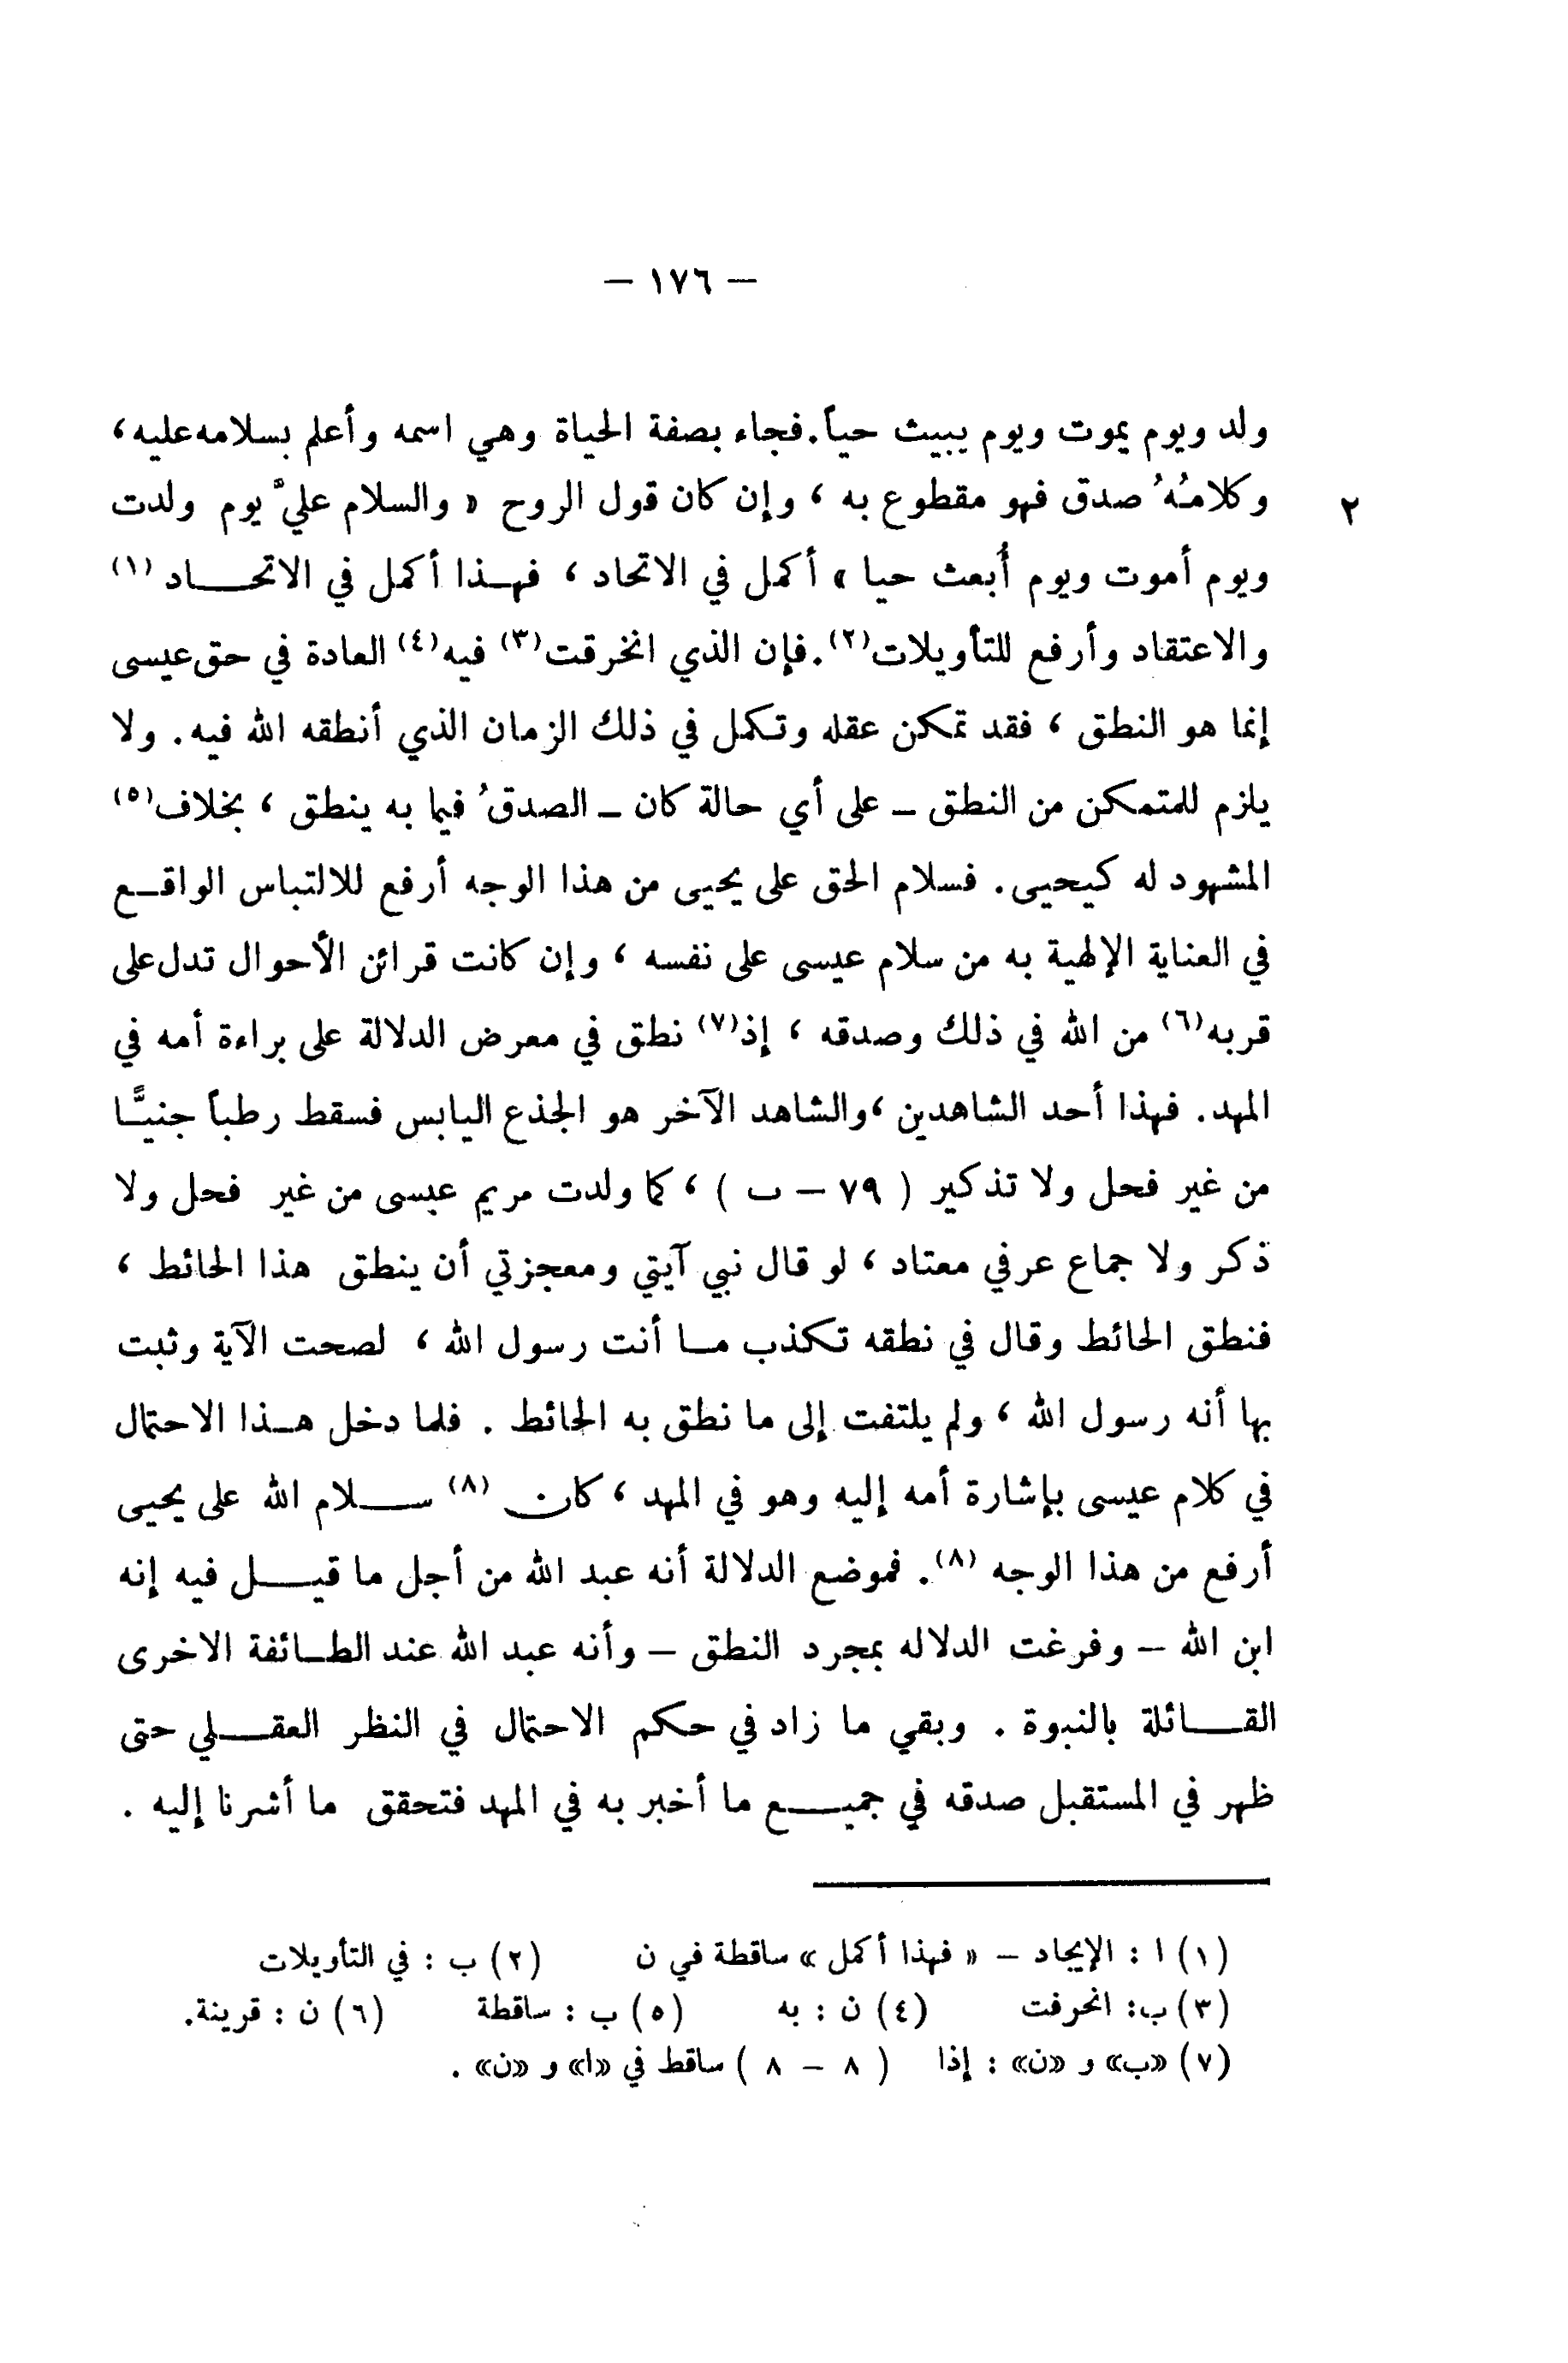 – ١٧٦ –
ولد ويوم يموت ويوم يبيث حياً. فجاء بصفة الحياة وهي اسمه وأعلم بسلامه عليه،
٢ وكلامُهُ صدق فهو مقطوع به ، وإن كان قول الروح « والسلام عليَّ يوم ولدت
ويوم أموت ويوم أُبعث حيا » أكمل في الاتحاد ، فهذا أكمل في الاتحاد (١)
والاعتقاد وأرفع للتأويلات(٢). فإن الذي انخرقت(٣) فيه(٤) العادة في حق عيسى
إنما هو النطق ، فقد تمكن عقله وتكمل في ذلك الزمان الذي أنطقه الله فيه . ولا
يلزم للمتمكن من النطق – على أي حالة كان – الصدقُ فيما به ينطق ، بخلاف(٥)
المشهود له كيحيى . فسلام الحق على يحيى من هذا الوجه أرفع للالتباس الواقع
في العناية الإلهية به من سلام عيسى على نفسه ، وإن كانت قرائن الأحوال تدل على
قربه(٦) من الله في ذلك وصدقه ، إذ(٧) نطق في معرض الدلالة على براءة أمه في
المهد . فهذا أحد الشاهدين ، والشاهد الآخر هو الجذع اليابس فسقط رطباً جنيًّا
من غير فحل ولا تذكير ( ٧٩ – ب ) ، كما ولدت مريم عيسى من غير فحل ولا
ذكر ولا جماع عرفي معتاد ، لو قال نبي آيتي ومعجزتي أن ينطق هذا الحائط ،
فنطق الحائط وقال في نطقه تكذب ما أنت رسول الله ، لصحت الآية وثبت
بها أنه رسول الله ، ولم يلتفت إلى ما نطق به الحائط . فلما دخل هذا الاحتمال
في كلام عيسى بإشارة أمه إليه وهو في المهد ، كان (٨) سلام الله على يحيى
أرفع من هذا الوجه (٨). فموضع الدلالة أنه عبد الله من أجل ما قيل فيه إنه
ابن الله – وفرغت الدلاله بمجرد النطق – وأنه عبد الله عند الطائفة الاخرى
القائلة بالنبوة . وبقي ما زاد في حكم الاحتمال في النظر العقلي حتى
ظهر في المستقبل صدقه في جميع ما أخبر به في المهد فتحقق ما أشرنا إليه .
(١) ا : الإيجاد – « فهذا أكمل » ساقطة في ن (٢) ب : في التأويلات
(٣) ب: انحرفت (٤) ن : به (٥) ب : ساقطة (٦) ن : قرينة.
(٧) «ب» و «ن» : إذا ( ٨ – ٨ ) ساقط في «ا» و «ن» .